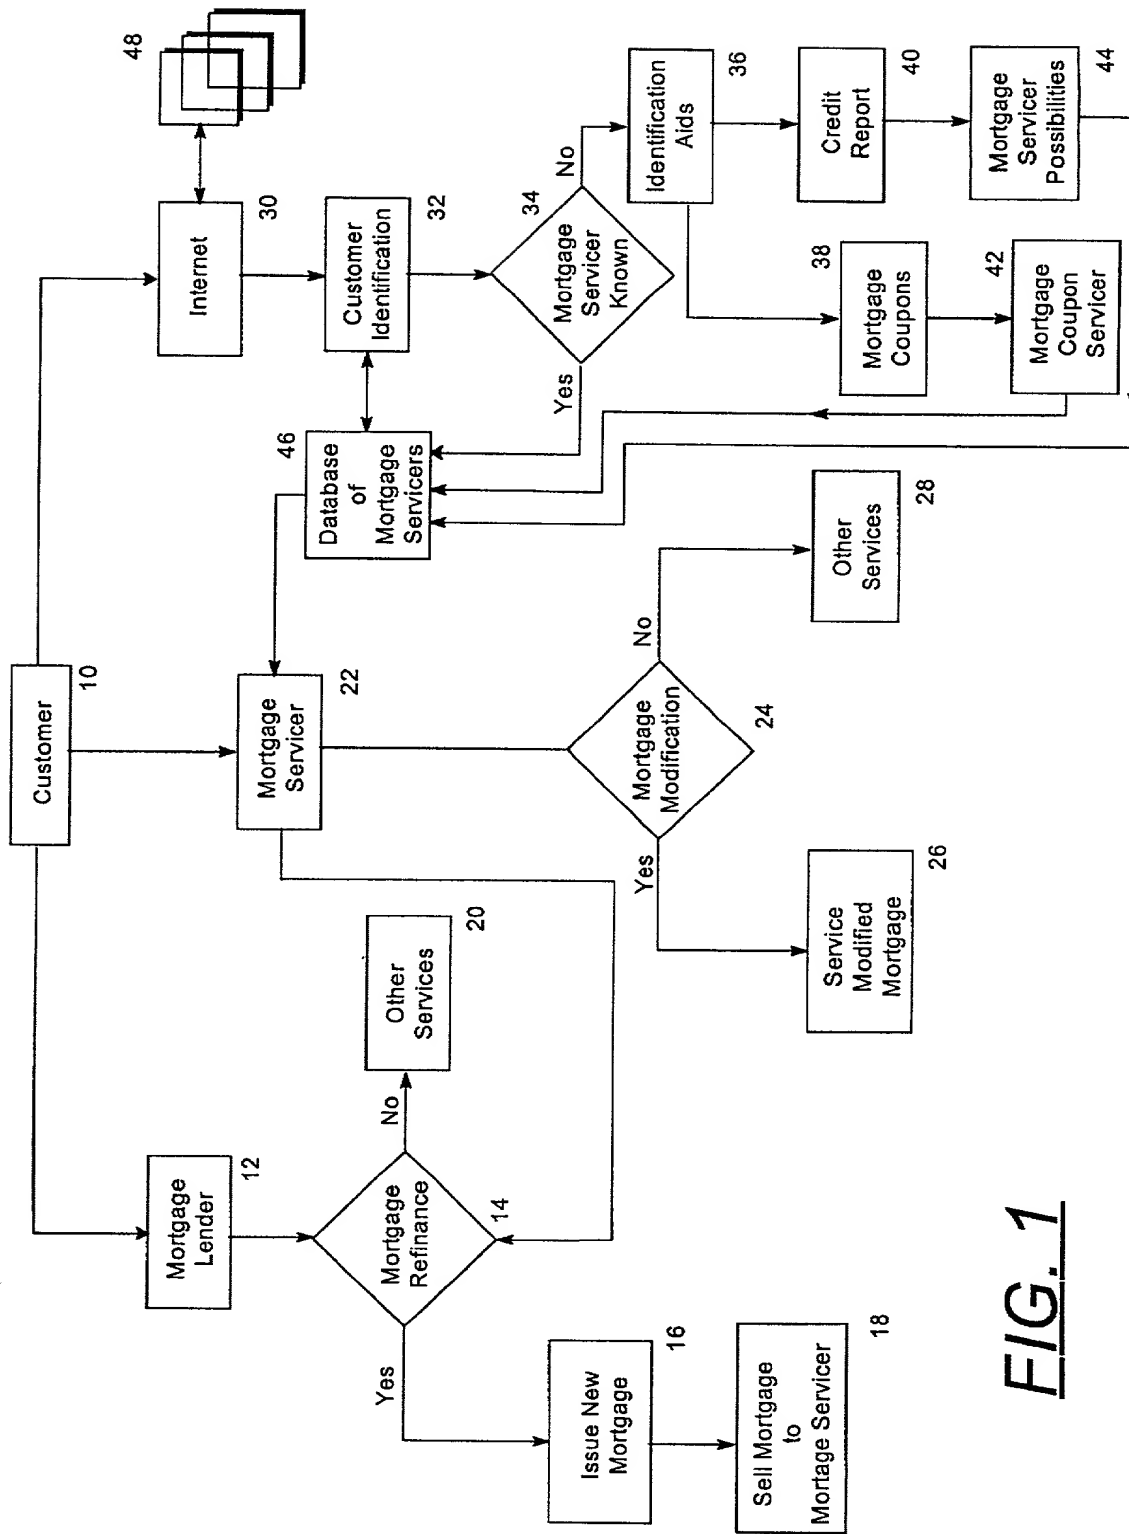 Customer
10
Mortgage
Lender
12
Mortgage
Refinance
14
Yes
No
Issue New
Mortgage
16
Sell Mortgage
to
Mortage Servicer
18
Other
Services
20
Mortgage
Servicer
22
Mortgage
Modification
24
Yes
No
Service
Modified
Mortgage
26
Other
Services
28
Internet
30
48
Customer
Identification
32
Database
of
Mortgage
Servicers
46
Mortgage
Servicer
Known
34
Yes
No
Identification
Aids
36
Mortgage
Coupons
38
Credit
Report
40
Mortgage
Coupon
Servicer
42
Mortgage
Servicer
Possibilities
44
FIG. 1